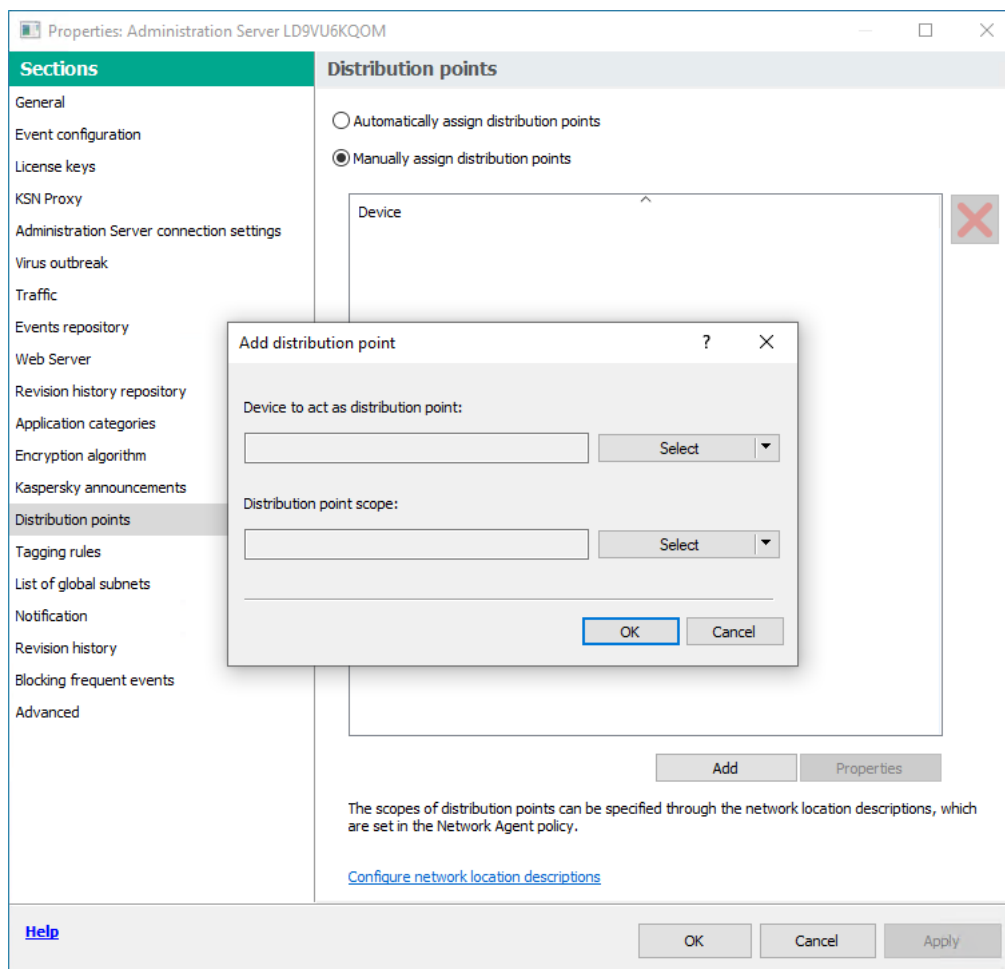 Properties: Administration Server LD9VU6KQOM
Sections
General
Event configuration
License keys
KSN Proxy
Administration Server connection settings
Virus outbreak
Traffic
Events repository
Web Server
Revision history repository
Application categories
Encryption algorithm
Kaspersky announcements
Distribution points
Tagging rules
List of global subnets
Notification
Revision history
Blocking frequent events
Advanced
Distribution points
Automatically assign distribution points
Manually assign distribution points
Device
Add distribution point
?
Device to act as distribution point:
Select
Distribution point scope:
Select
OK
Cancel
Add
Properties
The scopes of distribution points can be specified through the network location descriptions, which
are set in the Network Agent policy.
Configure network location descriptions
Help
OK
Cancel
Apply